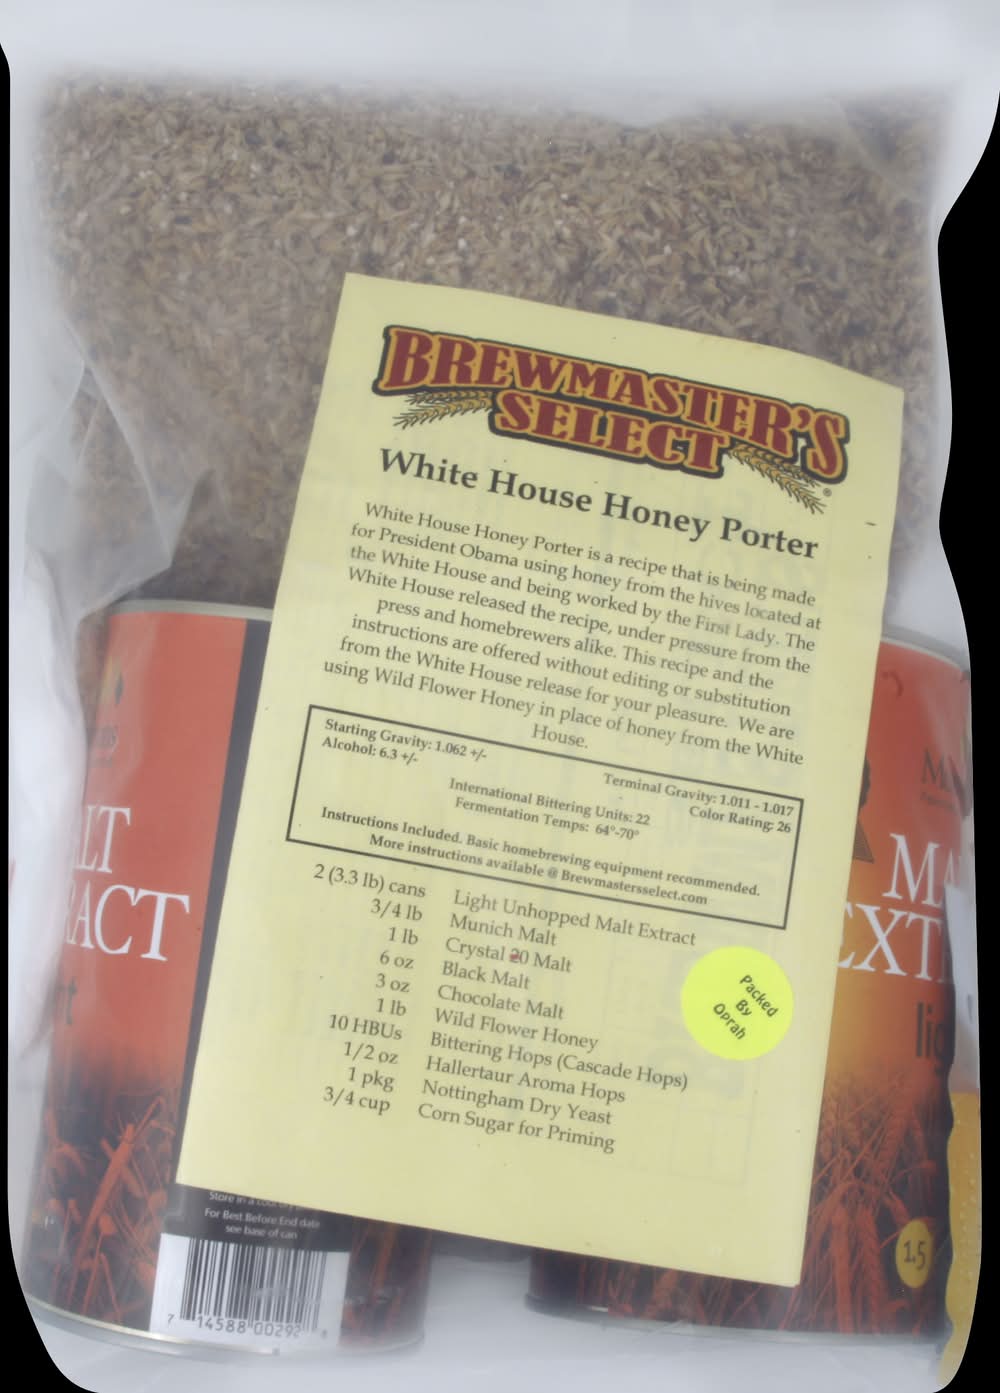 BREWMASTER'S
SELECT
®
White House Honey Porter
White House Honey Porter is a recipe that is being made
for President Obama using honey from the hives located at
the White House and being worked by the First Lady. The
White House released the recipe, under pressure from the
press and homebrewers alike. This recipe and the
instructions are offered without editing or substitution
from the White House release for your pleasure. We are
using Wild Flower Honey in place of honey from the White
House.
Starting Gravity: 1.062 +/- Terminal Gravity: 1.011 - 1.017
Alcohol: 6.3 +/- Color Rating: 26
International Bittering Units: 22
Fermentation Temps: 64°-70°
Instructions Included. Basic homebrewing equipment recommended.
More instructions available @ Brewmastersselect.com
2 (3.3 lb) cans Light Unhopped Malt Extract
3/4 lb Munich Malt
1 lb Crystal 20 Malt
6 oz Black Malt
3 oz Chocolate Malt
1 lb Wild Flower Honey
10 HBUs Bittering Hops (Cascade Hops)
1/2 oz Hallertaur Aroma Hops
1 pkg Nottingham Dry Yeast
3/4 cup Corn Sugar for Priming
Packed
By
Oprah
LT
RACT
t
MA
EXT
lig
1.5
Store in a cool dry
For Best Before End date
see base of can
7 14588 00292 8